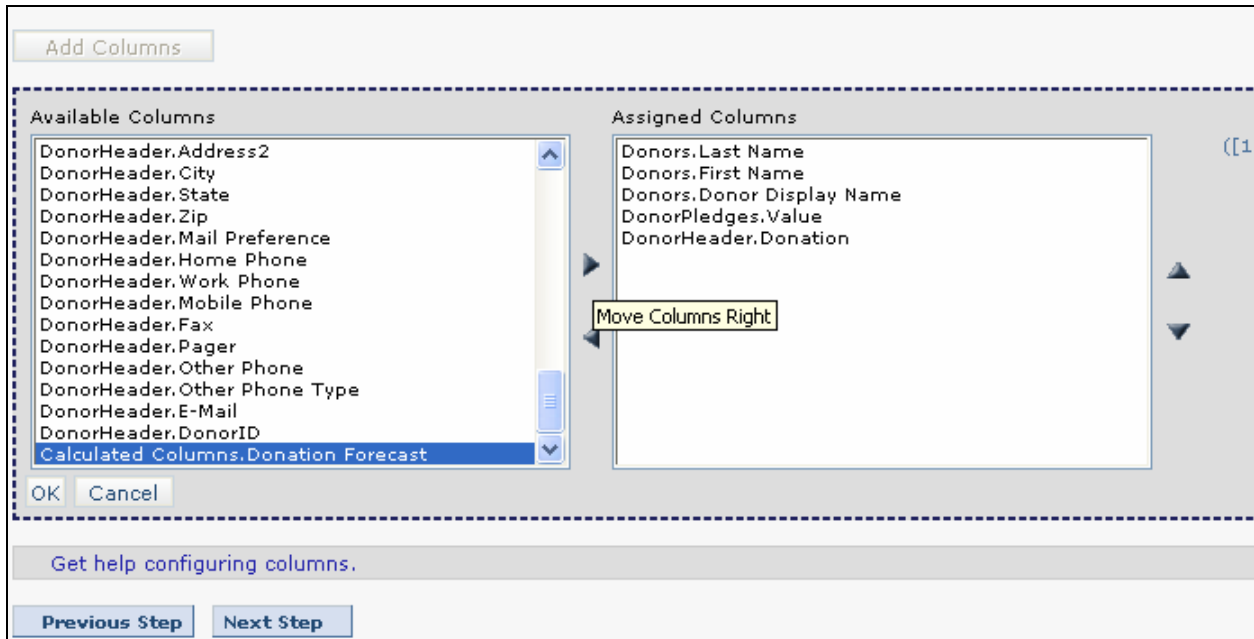 Add Columns
Available Columns
DonorHeader.Address2
DonorHeader.City
DonorHeader.State
DonorHeader.Zip
DonorHeader.Mail Preference
DonorHeader.Home Phone
DonorHeader.Work Phone
DonorHeader.Mobile Phone
DonorHeader.Fax
DonorHeader.Pager
DonorHeader.Other Phone
DonorHeader.Other Phone Type
DonorHeader.E-Mail
DonorHeader.DonorID
Calculated Columns.Donation Forecast
Move Columns Right
Assigned Columns
Donors.Last Name
Donors.First Name
Donors.Donor Display Name
DonorPledges.Value
DonorHeader.Donation
([1
OK Cancel
Get help configuring columns.
Previous Step Next Step